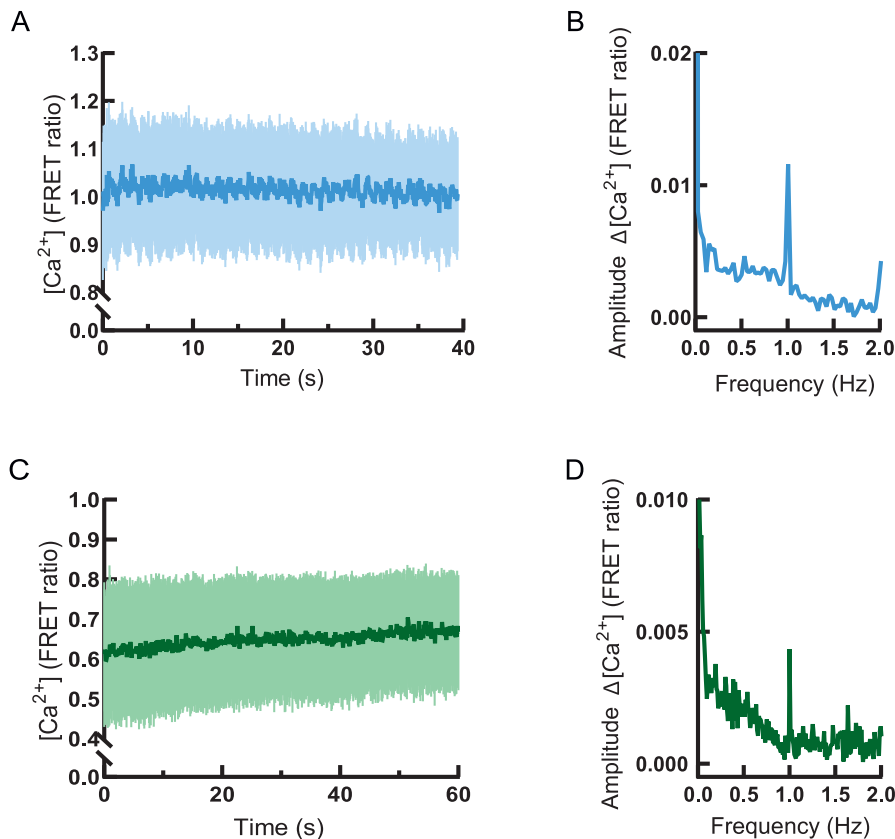 A
[Ca²⁺] (FRET ratio)
1.3
1.2
1.1
1.0
0.9
0.8
0.0
0 10 20 30 40
Time (s)
B
Amplitude Δ[Ca²⁺] (FRET ratio)
0.02
0.01
0.00
0.0 0.5 1.0 1.5 2.0
Frequency (Hz)
C
[Ca²⁺] (FRET ratio)
1.0
0.9
0.8
0.7
0.6
0.5
0.4
0.0
0 20 40 60
Time (s)
D
Amplitude Δ[Ca²⁺] (FRET ratio)
0.010
0.005
0.000
0.0 0.5 1.0 1.5 2.0
Frequency (Hz)